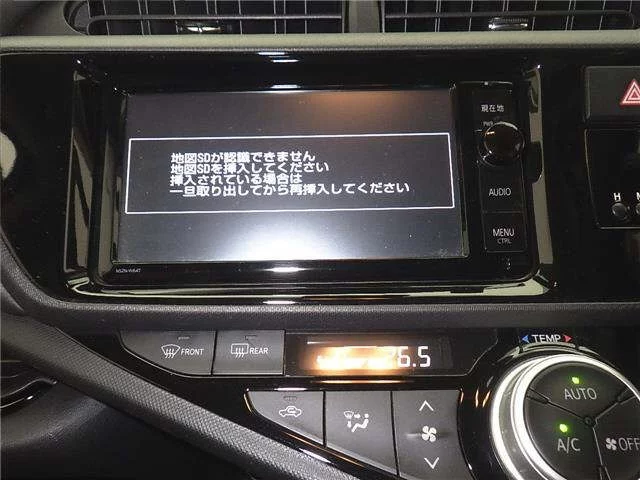 現在地
PWR
地図SDが認識できません
地図SDを挿入してください
挿入されている場合は
一旦取り出してから再挿入してください
AUDIO
MENU
CTRL
H
FRONT
REAR
26.5
TEMP
AUTO
A/C
OFF